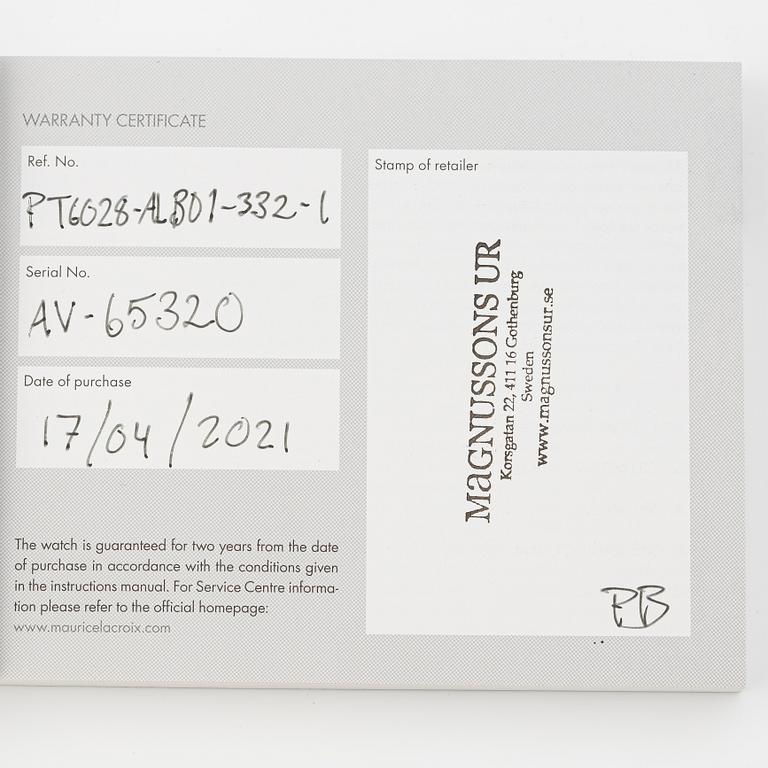 WARRANTY CERTIFICATE
Ref. No.
PT6028-ALB01-332-1
Serial No.
AV-65320
Date of purchase
17/04/2021
The watch is guaranteed for two years from the date
of purchase in accordance with the conditions given
in the instructions manual. For Service Centre informa-
tion please refer to the official homepage:
www.mauricelacroix.com
Stamp of retailer
MaGNUSSONS UR
Korsgatan 22, 411 16 Gothenburg
Sweden
www.magnussonsur.se
PB